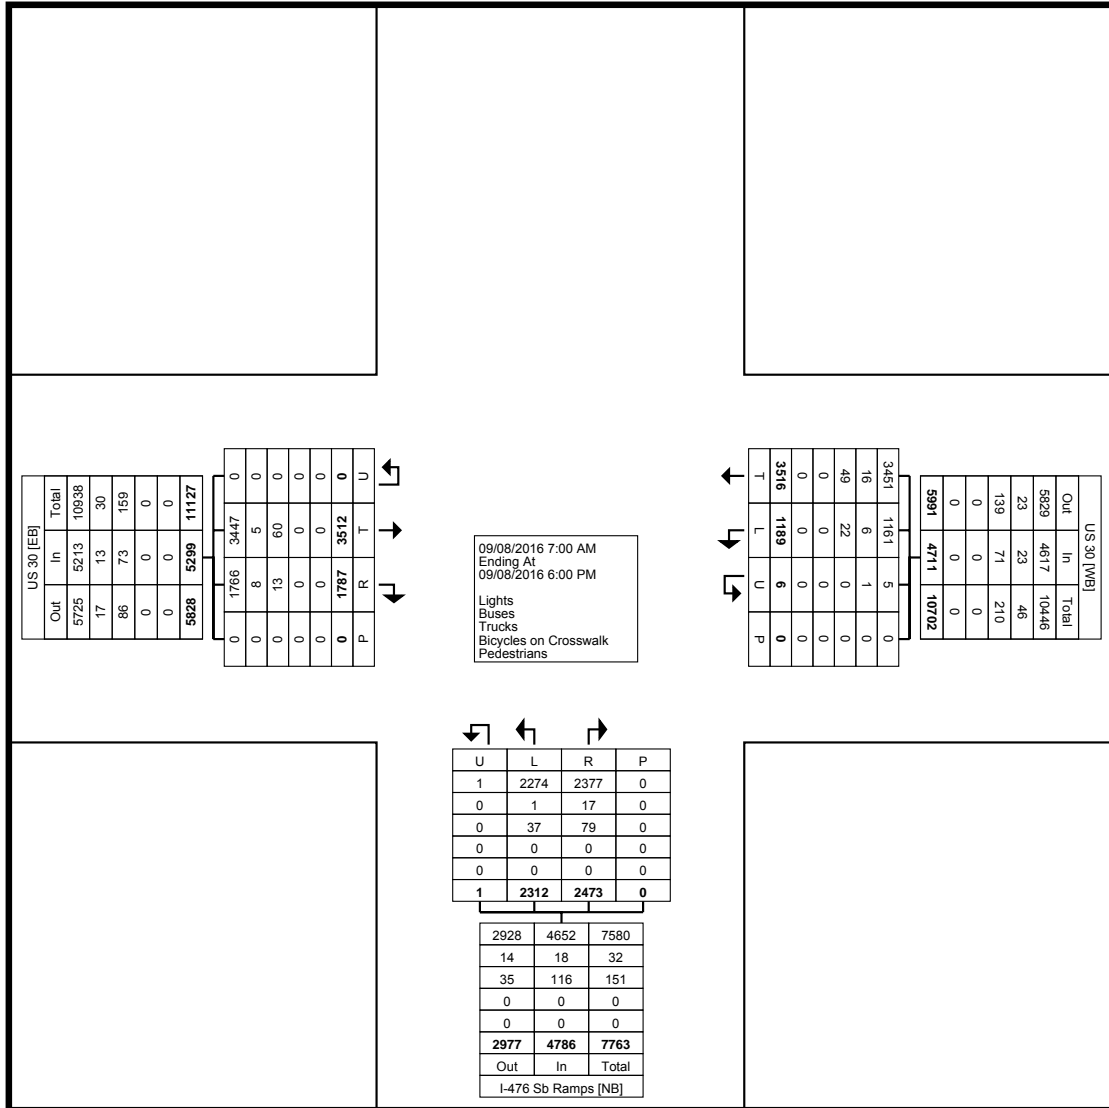 U T R P
0 3447 1766 0
0 5 8 0
0 60 13 0
0 0 0 0
0 0 0 0
0 3512 1787 0
US 30 [EB]
Total In Out
10938 5213 5725
30 13 17
159 73 86
0 0 0
0 0 0
11127 5299 5828
09/08/2016 7:00 AM
Ending At
09/08/2016 6:00 PM
Lights
Buses
Trucks
Bicycles on Crosswalk
Pedestrians
T L U P
3516 1189 6 0
0 0 0 0
0 0 0 0
49 22 0 0
16 6 1 0
3451 1161 5 0
US 30 [WB]
Out In Total
5829 4617 10446
23 23 46
139 71 210
0 0 0
0 0 0
5991 4711 10702
U L R P
1 2274 2377 0
0 1 17 0
0 37 79 0
0 0 0 0
0 0 0 0
1 2312 2473 0
2928 4652 7580
14 18 32
35 116 151
0 0 0
0 0 0
2977 4786 7763
Out In Total
I-476 Sb Ramps [NB]